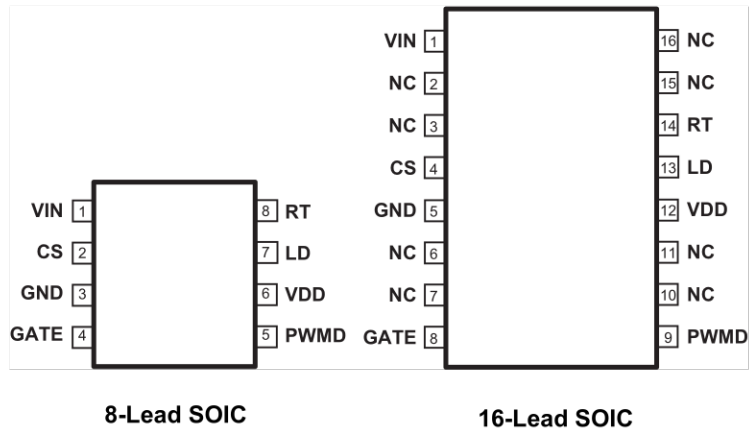 VIN 1
CS 2
GND 3
GATE 4
8 RT
7 LD
6 VDD
5 PWMD
8-Lead SOIC
VIN 1
NC 2
NC 3
CS 4
GND 5
NC 6
NC 7
GATE 8
16 NC
15 NC
14 RT
13 LD
12 VDD
11 NC
10 NC
9 PWMD
16-Lead SOIC